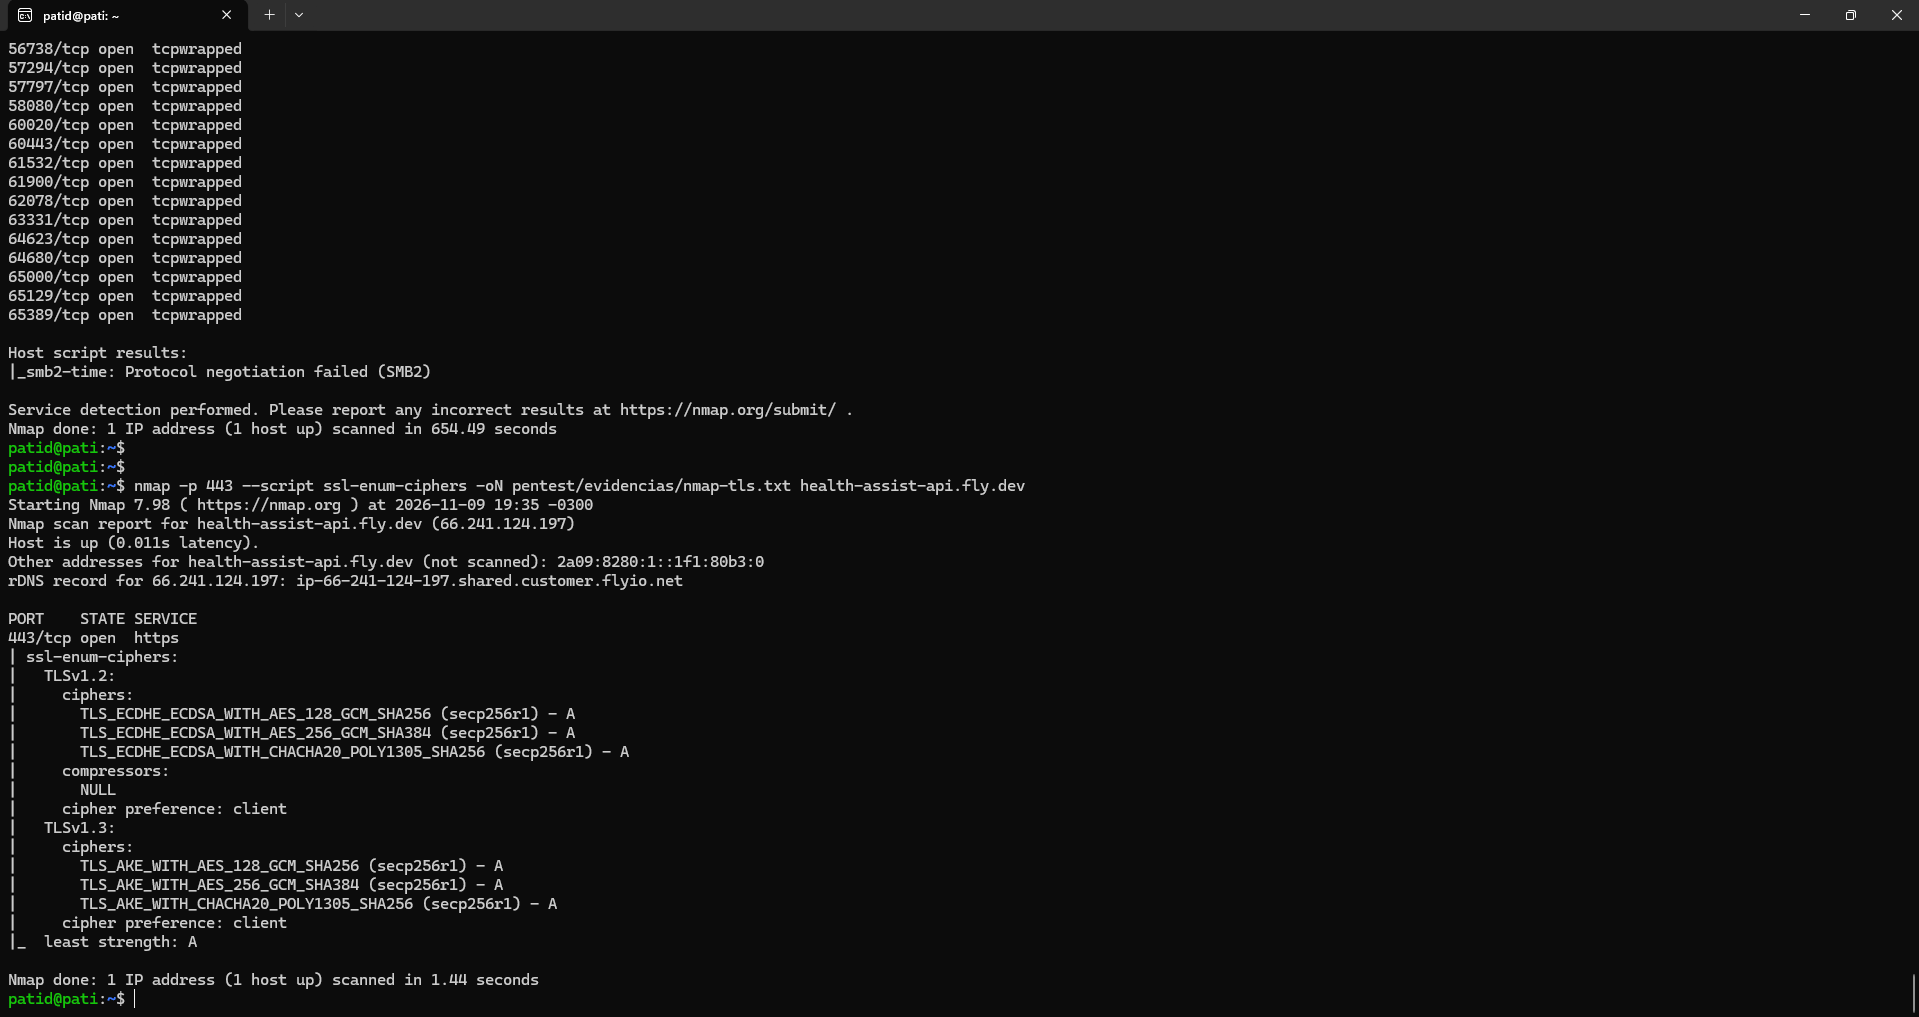 patid@pati: ~
56738/tcp open  tcpwrapped
57294/tcp open  tcpwrapped
57797/tcp open  tcpwrapped
58080/tcp open  tcpwrapped
60020/tcp open  tcpwrapped
60443/tcp open  tcpwrapped
61532/tcp open  tcpwrapped
61900/tcp open  tcpwrapped
62078/tcp open  tcpwrapped
63331/tcp open  tcpwrapped
64623/tcp open  tcpwrapped
64680/tcp open  tcpwrapped
65000/tcp open  tcpwrapped
65129/tcp open  tcpwrapped
65389/tcp open  tcpwrapped

Host script results:
|_smb2-time: Protocol negotiation failed (SMB2)

Service detection performed. Please report any incorrect results at https://nmap.org/submit/ .
Nmap done: 1 IP address (1 host up) scanned in 654.49 seconds
patid@pati:~$
patid@pati:~$
patid@pati:~$ nmap -p 443 --script ssl-enum-ciphers -oN pentest/evidencias/nmap-tls.txt health-assist-api.fly.dev
Starting Nmap 7.98 ( https://nmap.org ) at 2026-11-09 19:35 -0300
Nmap scan report for health-assist-api.fly.dev (66.241.124.197)
Host is up (0.011s latency).
Other addresses for health-assist-api.fly.dev (not scanned): 2a09:8280:1::1f1:80b3:0
rDNS record for 66.241.124.197: ip-66-241-124-197.shared.customer.flyio.net

PORT    STATE SERVICE
443/tcp open  https
| ssl-enum-ciphers:
|   TLSv1.2:
|     ciphers:
|       TLS_ECDHE_ECDSA_WITH_AES_128_GCM_SHA256 (secp256r1) - A
|       TLS_ECDHE_ECDSA_WITH_AES_256_GCM_SHA384 (secp256r1) - A
|       TLS_ECDHE_ECDSA_WITH_CHACHA20_POLY1305_SHA256 (secp256r1) - A
|     compressors:
|       NULL
|     cipher preference: client
|   TLSv1.3:
|     ciphers:
|       TLS_AKE_WITH_AES_128_GCM_SHA256 (secp256r1) - A
|       TLS_AKE_WITH_AES_256_GCM_SHA384 (secp256r1) - A
|       TLS_AKE_WITH_CHACHA20_POLY1305_SHA256 (secp256r1) - A
|     cipher preference: client
|_  least strength: A

Nmap done: 1 IP address (1 host up) scanned in 1.44 seconds
patid@pati:~$